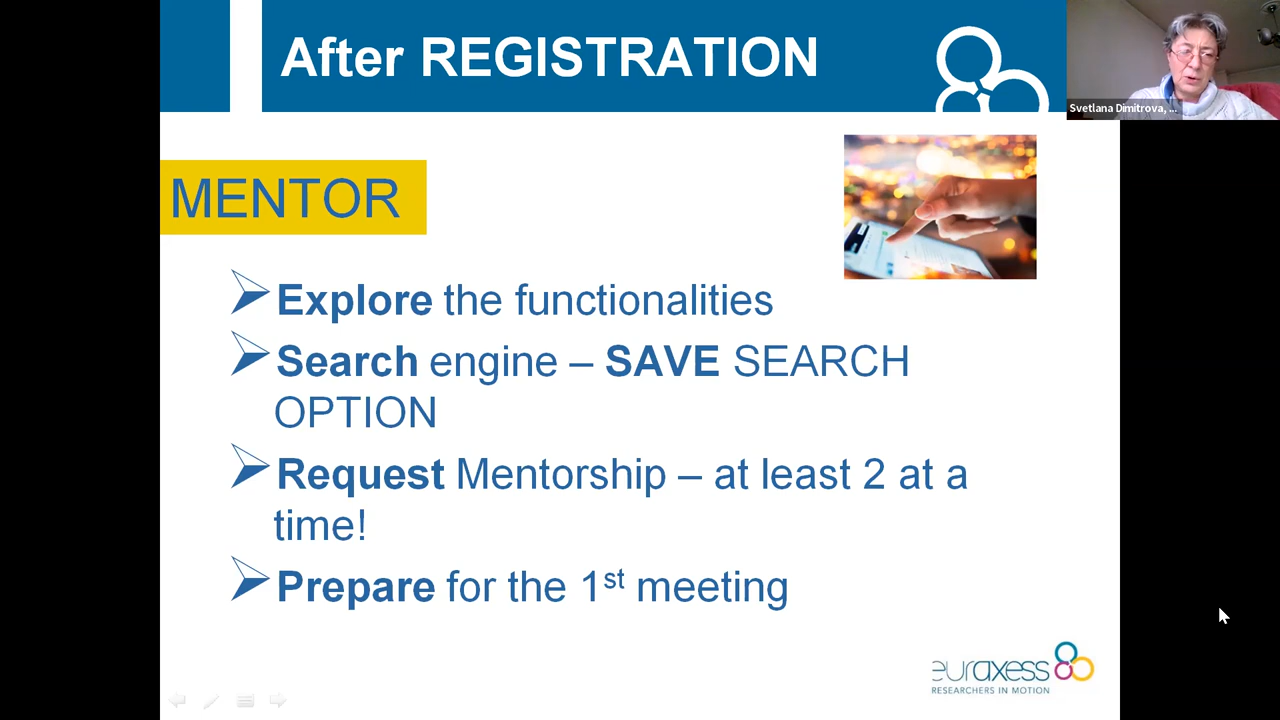 After REGISTRATION
Svetlana Dimitrova, ...
MENTOR
Explore the functionalities
Search engine – SAVE SEARCH
OPTION
Request Mentorship – at least 2 at a
time!
Prepare for the 1st meeting
euraxess
RESEARCHERS IN MOTION